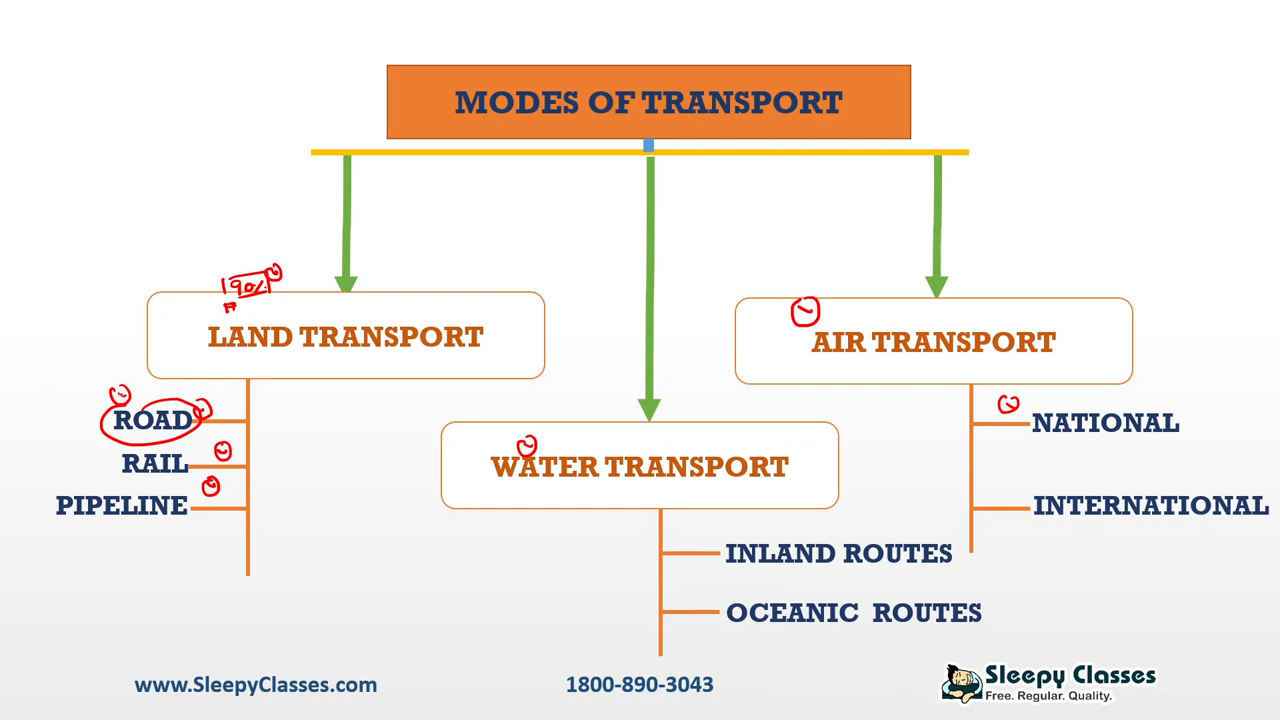 MODES OF TRANSPORT
90%
LAND TRANSPORT
ROAD
RAIL
PIPELINE
WATER TRANSPORT
INLAND ROUTES
OCEANIC ROUTES
AIR TRANSPORT
NATIONAL
INTERNATIONAL
www.SleepyClasses.com
1800-890-3043
Sleepy Classes
Free. Regular. Quality.